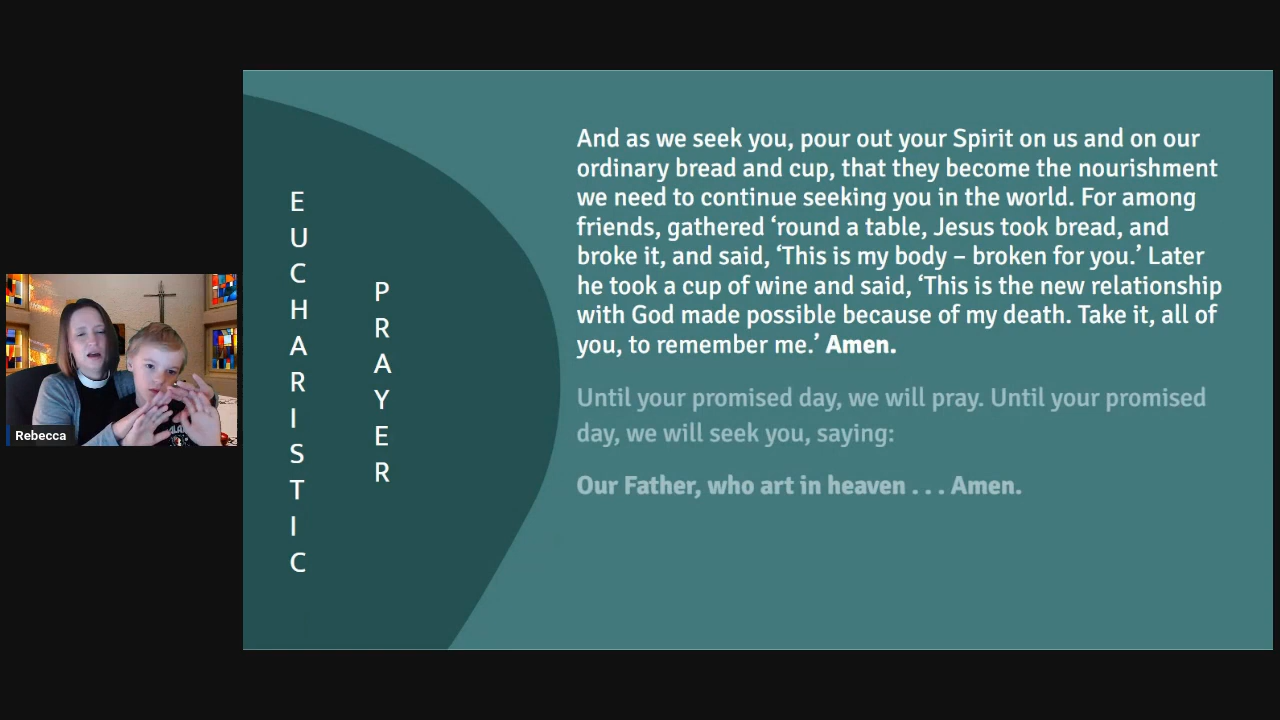 EUCHARISTIC
PRAYER
And as we seek you, pour out your Spirit on us and on our
ordinary bread and cup, that they become the nourishment
we need to continue seeking you in the world. For among
friends, gathered ‘round a table, Jesus took bread, and
broke it, and said, ‘This is my body – broken for you.’ Later
he took a cup of wine and said, ‘This is the new relationship
with God made possible because of my death. Take it, all of
you, to remember me.’ Amen.
Until your promised day, we will pray. Until your promised
day, we will seek you, saying:
Our Father, who art in heaven . . . Amen.
Rebecca